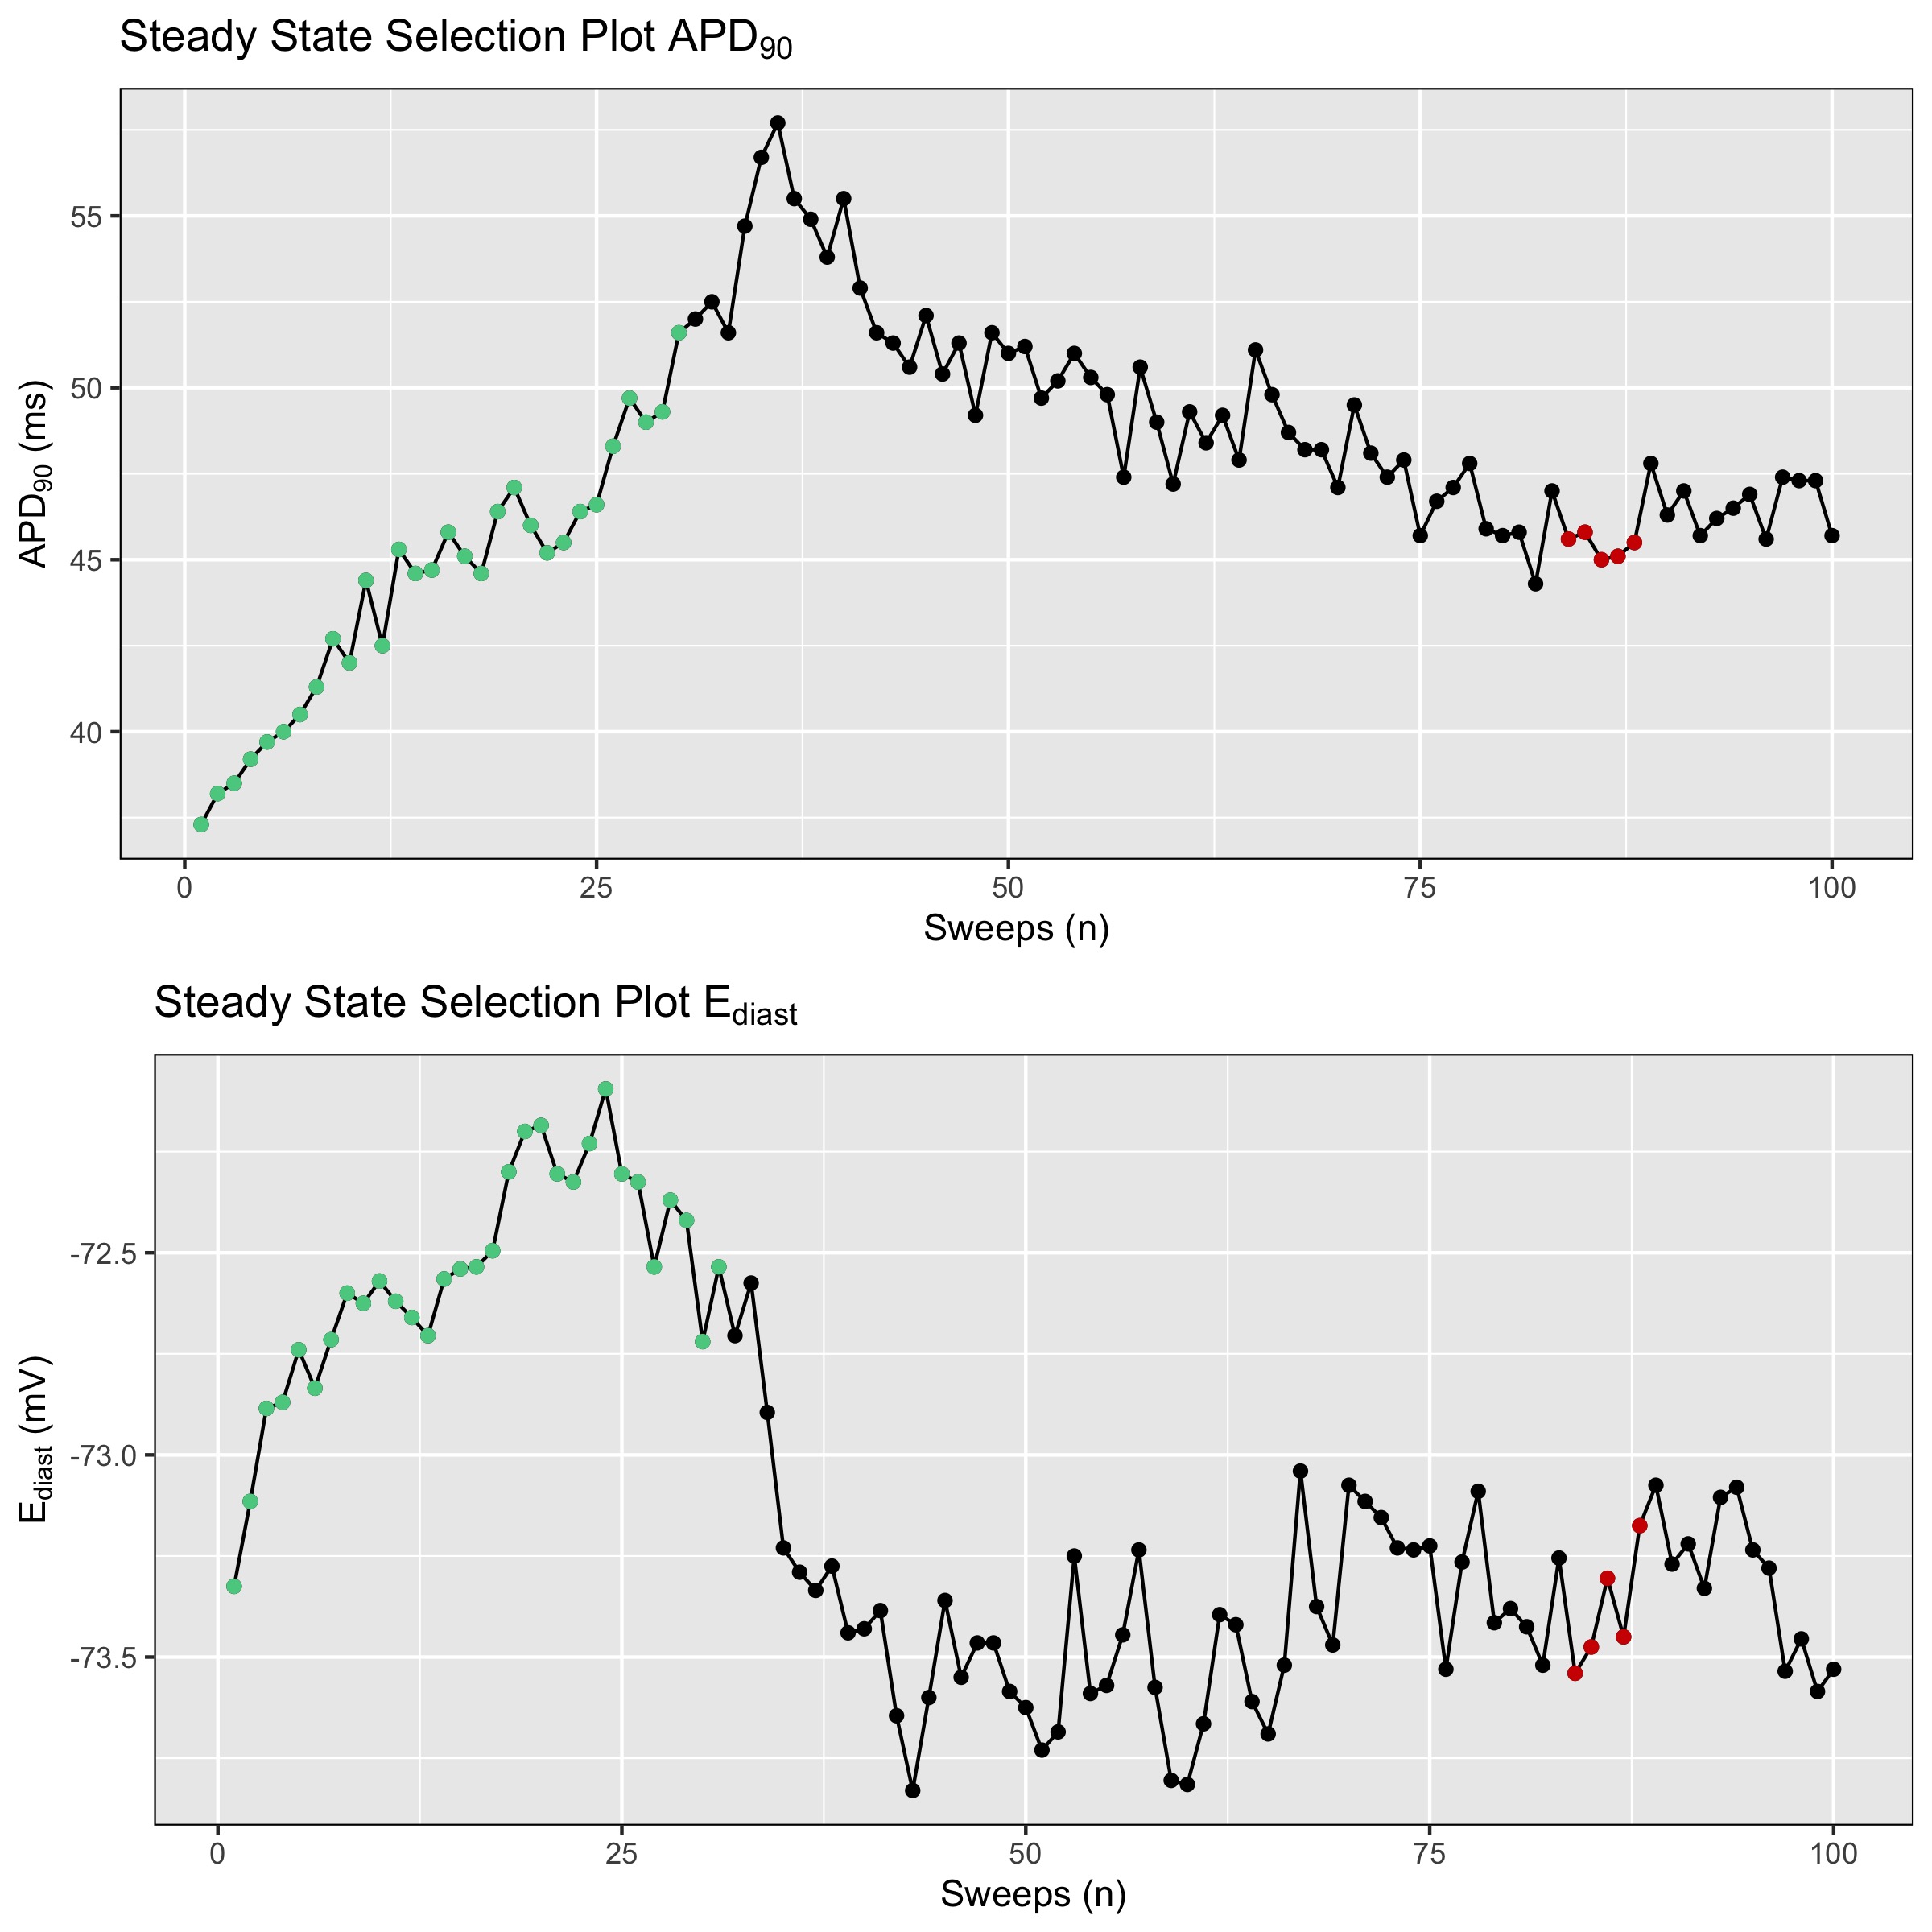 Steady State Selection Plot APD90
APD90 (ms)
55
50
45
40
0 25 50 75 100
Sweeps (n)
Steady State Selection Plot Ediast
Ediast (mV)
-72.5
-73.0
-73.5
0 25 50 75 100
Sweeps (n)